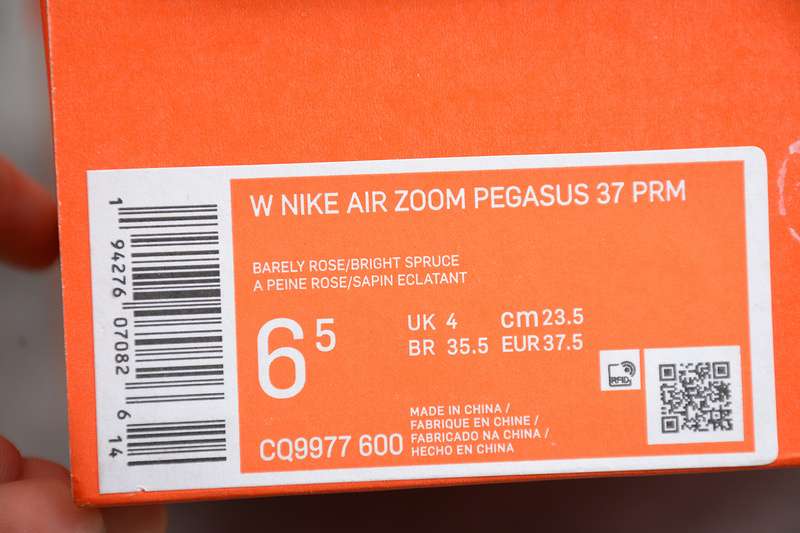 W NIKE AIR ZOOM PEGASUS 37 PRM
BARELY ROSE/BRIGHT SPRUCE
A PEINE ROSE/SAPIN ECLATANT
6 5
UK 4 cm 23.5
BR 35.5 EUR 37.5
RFID
CQ9977 600
MADE IN CHINA /
FABRIQUE EN CHINE /
FABRICADO NA CHINA /
HECHO EN CHINA
1 94276 07082 6 14